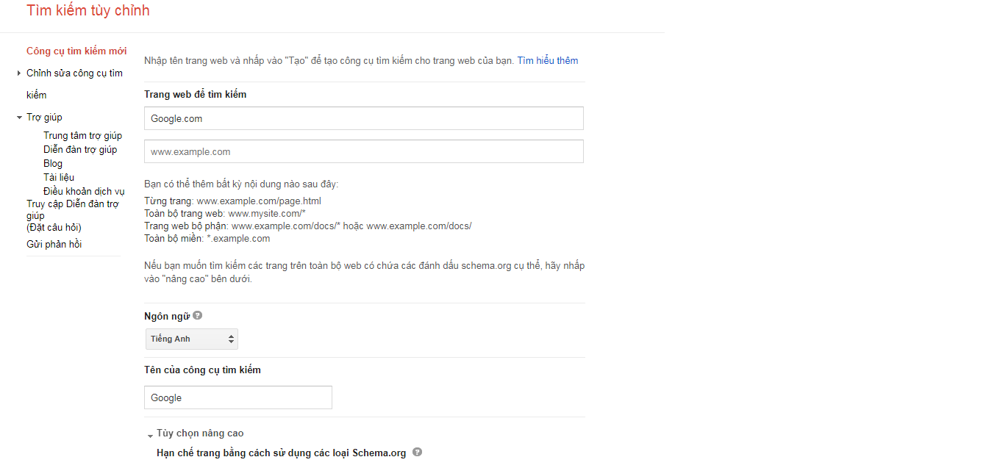 Tìm kiếm tùy chỉnh
Công cụ tìm kiếm mới
Chỉnh sửa công cụ tìm
kiếm
Trợ giúp
Trung tâm trợ giúp
Diễn đàn trợ giúp
Blog
Tài liệu
Điều khoản dịch vụ
Truy cập Diễn đàn trợ
giúp
(Đặt câu hỏi)
Gửi phản hồi
Nhập tên trang web và nhấp vào "Tạo" để tạo công cụ tìm kiếm cho trang web của bạn. Tìm hiểu thêm
Trang web để tìm kiếm
Google.com
www.example.com
Bạn có thể thêm bất kỳ nội dung nào sau đây:
Từng trang: www.example.com/page.html
Toàn bộ trang web: www.mysite.com/*
Trang web bộ phận: www.example.com/docs/* hoặc www.example.com/docs/
Toàn bộ miền: *.example.com
Nếu bạn muốn tìm kiếm các trang trên toàn bộ web có chứa các đánh dấu schema.org cụ thể, hãy nhấp
vào "nâng cao" bên dưới.
Ngôn ngữ ?
Tiếng Anh
Tên của công cụ tìm kiếm
Google
Tùy chọn nâng cao
Hạn chế trang bằng cách sử dụng các loại Schema.org ?